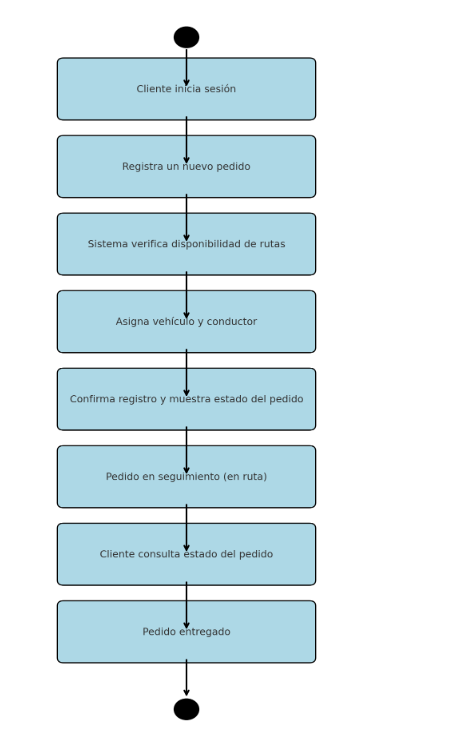 Cliente inicia sesión
Registra un nuevo pedido
Sistema verifica disponibilidad de rutas
Asigna vehículo y conductor
Confirma registro y muestra estado del pedido
Pedido en seguimiento (en ruta)
Cliente consulta estado del pedido
Pedido entregado